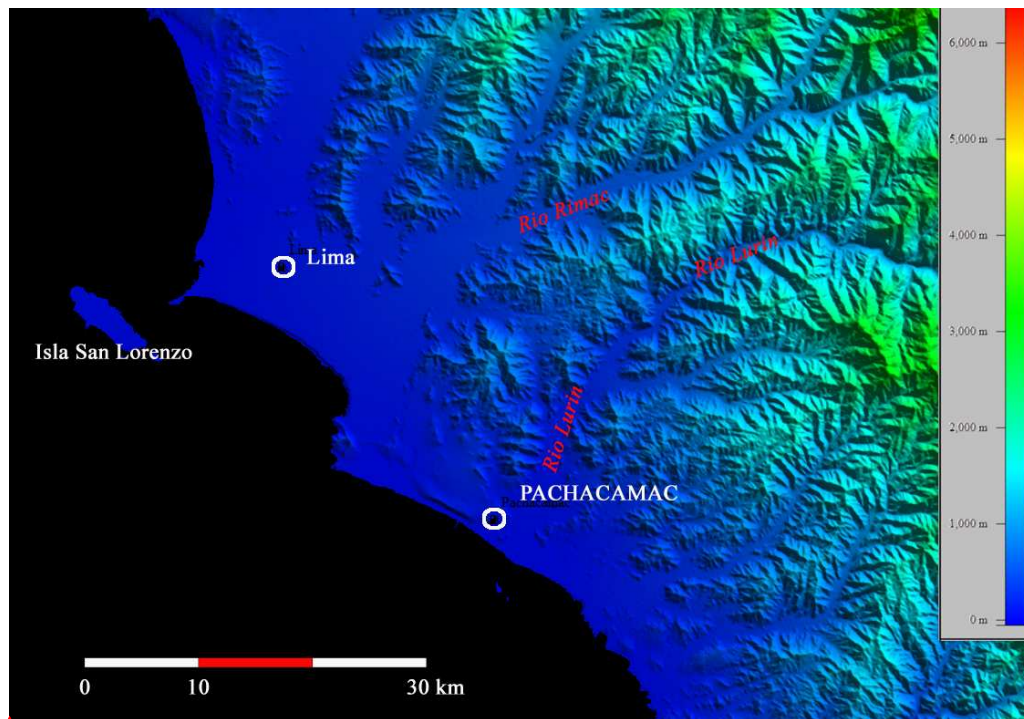 6,000 m
5,000 m
Rio Rimac
4,000 m
Rio Lurin
Lima
3,000 m
Isla San Lorenzo
2,000 m
Rio Lurin
PACHACAMAC
Pachacamac
1,000 m
0 m
0 10 30 km